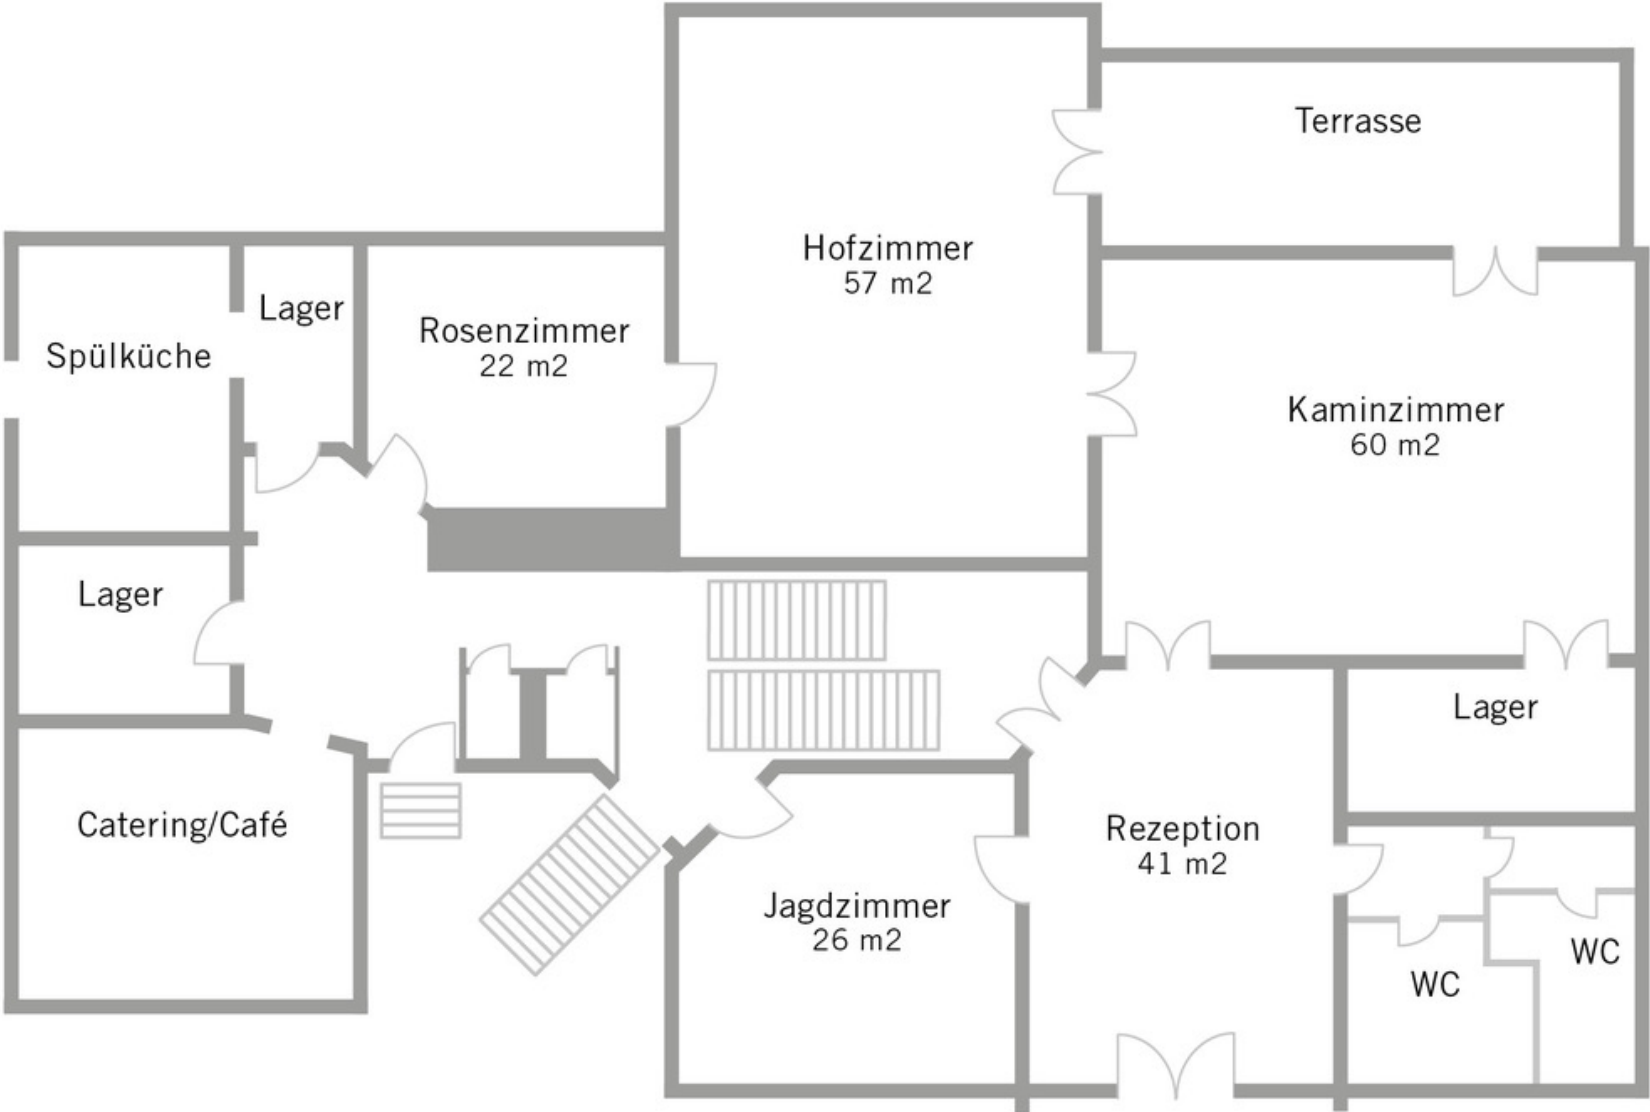 Terrasse
Hofzimmer
57 m2
Lager
Rosenzimmer
22 m2
Spülküche
Kaminzimmer
60 m2
Lager
Lager
Catering/Café
Rezeption
41 m2
Jagdzimmer
26 m2
WC
WC